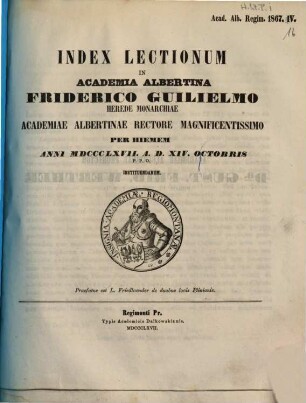 Acad. Alb. Regim. 1867. IV.
16
INDEX LECTIONUM
IN
ACADEMIA ALBERTINA
FRIDERICO GUILIELMO
HEREDE MONARCHIAE
ACADEMIAE ALBERTINAE RECTORE MAGNIFICENTISSIMO
PER HIEMEM
ANNI MDCCCLXVII. A. D. XIV. OCTOBRIS
P. P. O.
INSTITUENDARUM.
Praefatus est L. Friedlaender de duobus locis Plinianis.
Regimonti Pr.
Typis Academicis Dalkowskianis.
MDCCCLXVII.